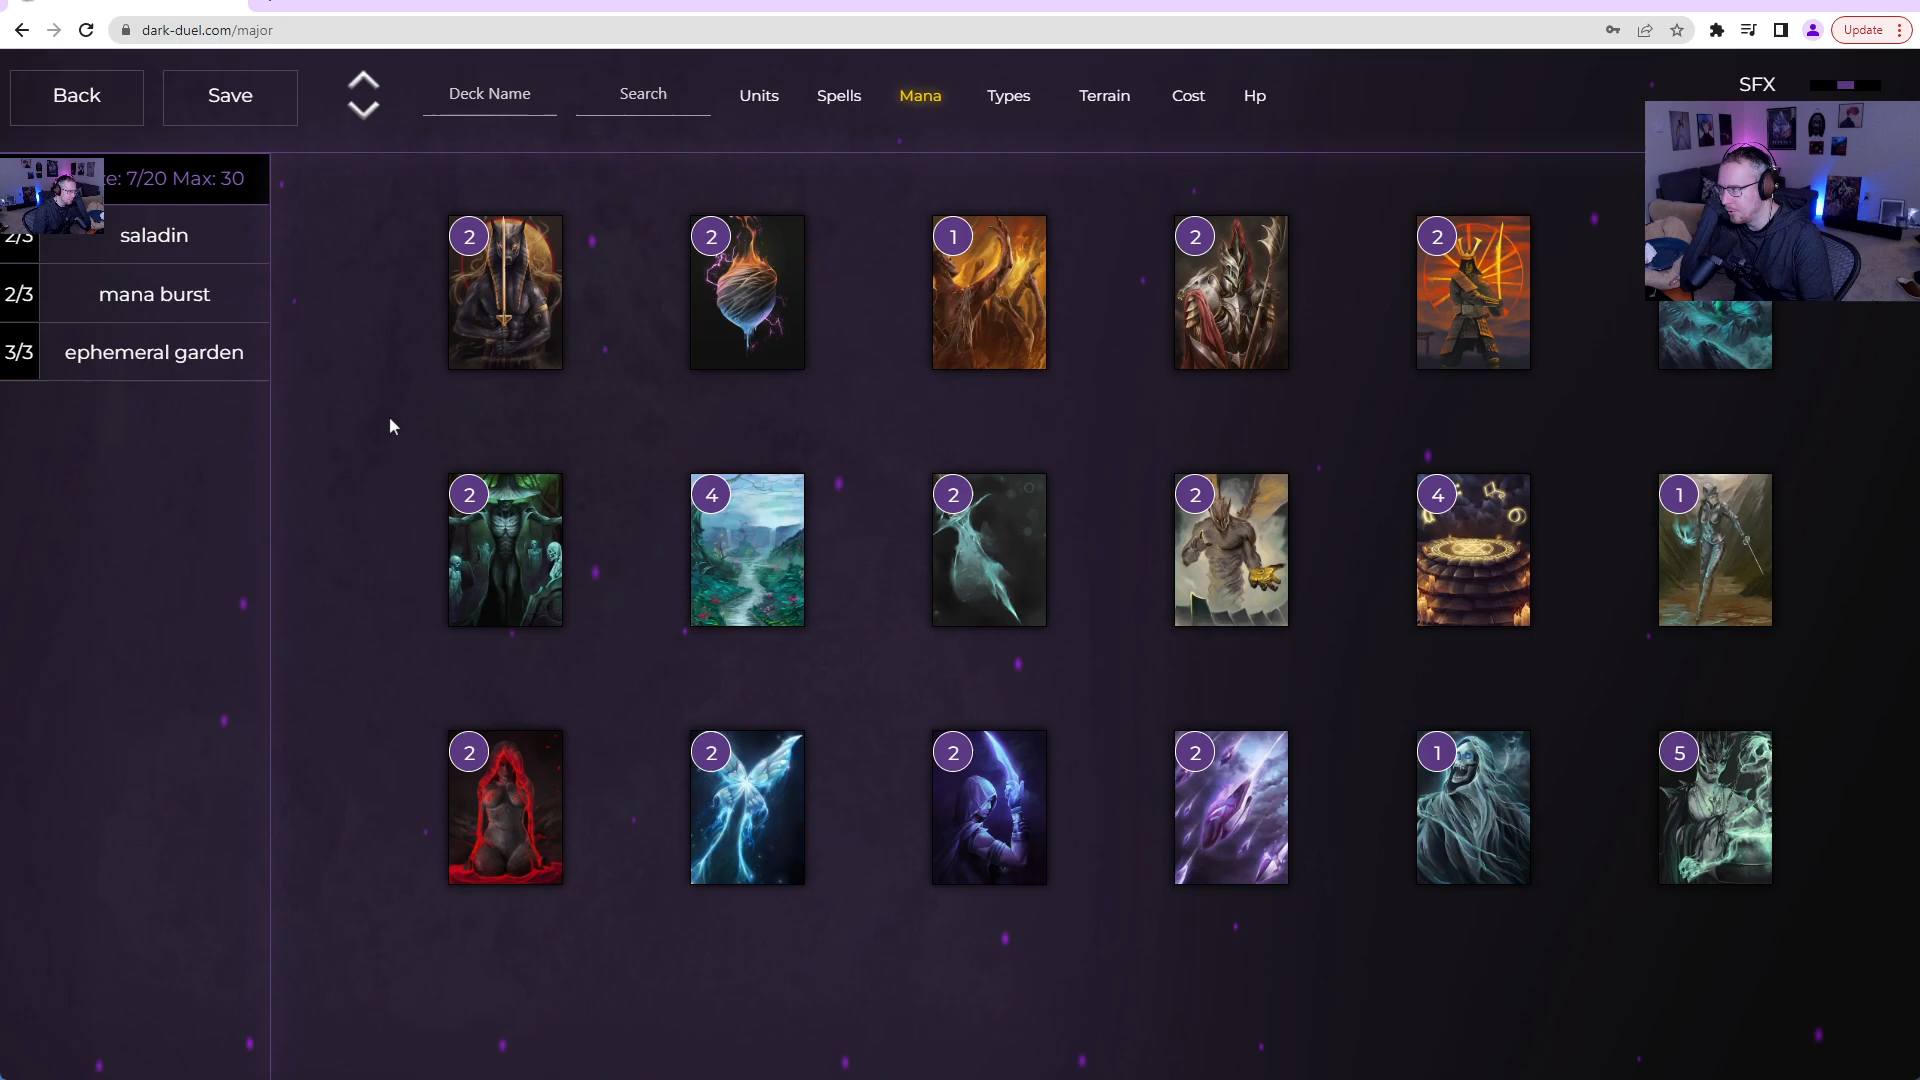 dark-duel.com/major
Update
Back
Save
Deck Name
Search
Units
Spells
Mana
Types
Terrain
Cost
Hp
SFX
7/20 Max: 30
2/3 saladin
2/3 mana burst
3/3 ephemeral garden
2 2 1 2 2
2 4 2 2 4 1
2 2 2 2 1 5